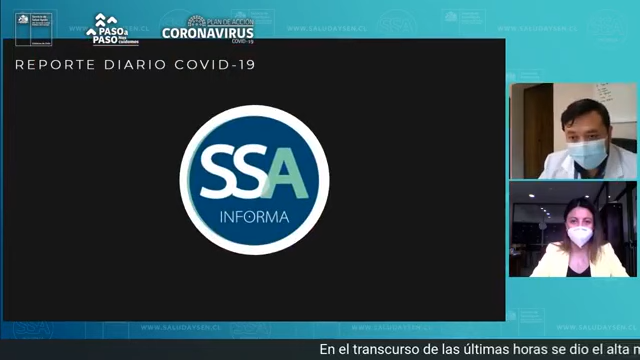 PASO a
PASO
PLAN DE ACCIÓN
CORONAVIRUS
COVID-19
REPORTE DIARIO COVID-19
SSA
INFORMA
WWW.SALUDAYSEN.CL
En el transcurso de las últimas horas se dio el alta